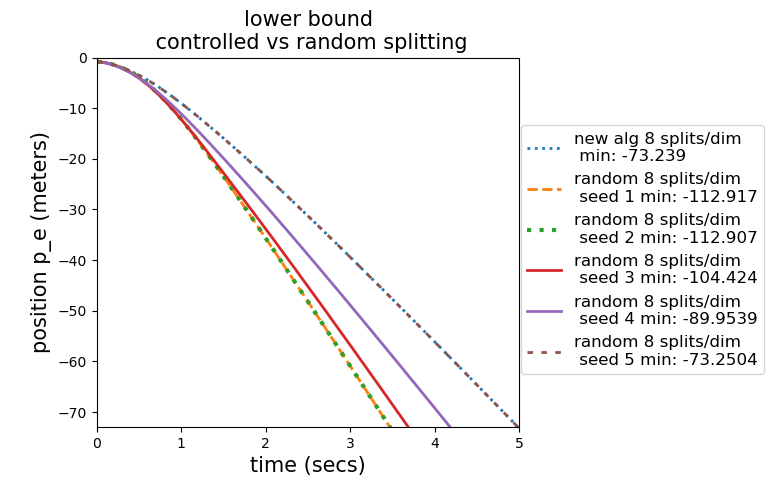 lower bound
controlled vs random splitting
position p_e (meters)
0
−10
−20
−30
−40
−50
−60
−70
0 1 2 3 4 5
time (secs)
new alg 8 splits/dim
min: -73.239
random 8 splits/dim
seed 1 min: -112.917
random 8 splits/dim
seed 2 min: -112.907
random 8 splits/dim
seed 3 min: -104.424
random 8 splits/dim
seed 4 min: -89.9539
random 8 splits/dim
seed 5 min: -73.2504